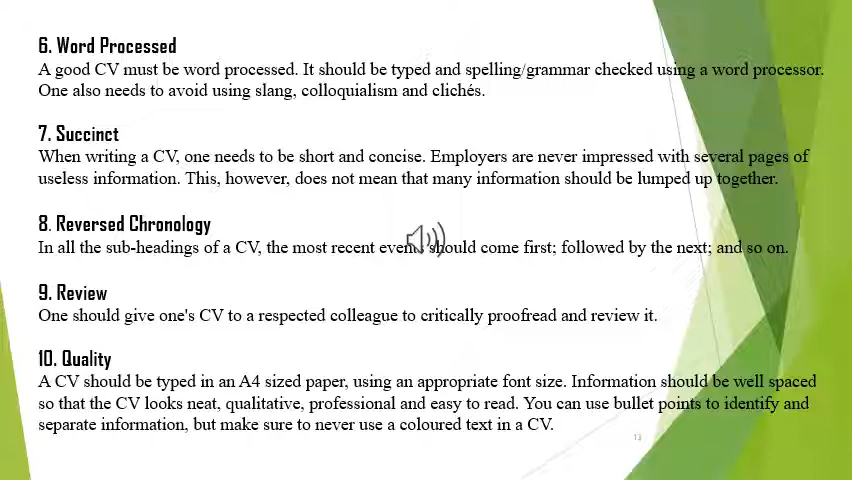 6. Word Processed
A good CV must be word processed. It should be typed and spelling/grammar checked using a word processor.
One also needs to avoid using slang, colloquialism and clichés.
7. Succinct
When writing a CV, one needs to be short and concise. Employers are never impressed with several pages of
useless information. This, however, does not mean that many information should be lumped up together.
8. Reversed Chronology
In all the sub-headings of a CV, the most recent events should come first; followed by the next; and so on.
9. Review
One should give one's CV to a respected colleague to critically proofread and review it.
10. Quality
A CV should be typed in an A4 sized paper, using an appropriate font size. Information should be well spaced
so that the CV looks neat, qualitative, professional and easy to read. You can use bullet points to identify and
separate information, but make sure to never use a coloured text in a CV.
13